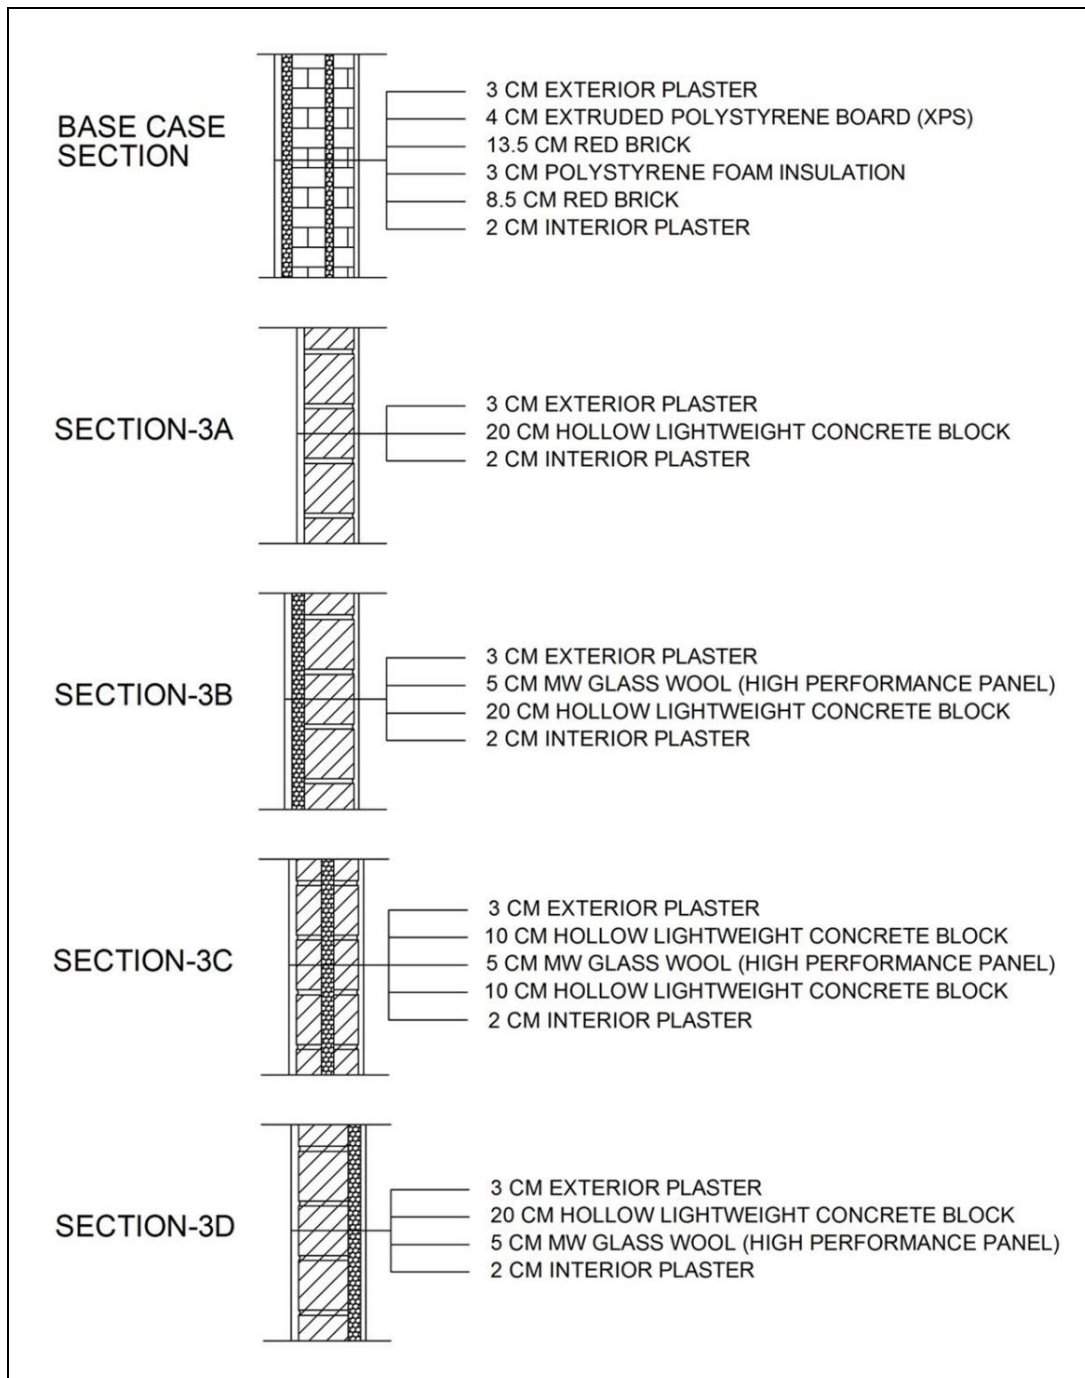 BASE CASE
SECTION
3 CM EXTERIOR PLASTER
4 CM EXTRUDED POLYSTYRENE BOARD (XPS)
13.5 CM RED BRICK
3 CM POLYSTYRENE FOAM INSULATION
8.5 CM RED BRICK
2 CM INTERIOR PLASTER
SECTION-3A
3 CM EXTERIOR PLASTER
20 CM HOLLOW LIGHTWEIGHT CONCRETE BLOCK
2 CM INTERIOR PLASTER
SECTION-3B
3 CM EXTERIOR PLASTER
5 CM MW GLASS WOOL (HIGH PERFORMANCE PANEL)
20 CM HOLLOW LIGHTWEIGHT CONCRETE BLOCK
2 CM INTERIOR PLASTER
SECTION-3C
3 CM EXTERIOR PLASTER
10 CM HOLLOW LIGHTWEIGHT CONCRETE BLOCK
5 CM MW GLASS WOOL (HIGH PERFORMANCE PANEL)
10 CM HOLLOW LIGHTWEIGHT CONCRETE BLOCK
2 CM INTERIOR PLASTER
SECTION-3D
3 CM EXTERIOR PLASTER
20 CM HOLLOW LIGHTWEIGHT CONCRETE BLOCK
5 CM MW GLASS WOOL (HIGH PERFORMANCE PANEL)
2 CM INTERIOR PLASTER